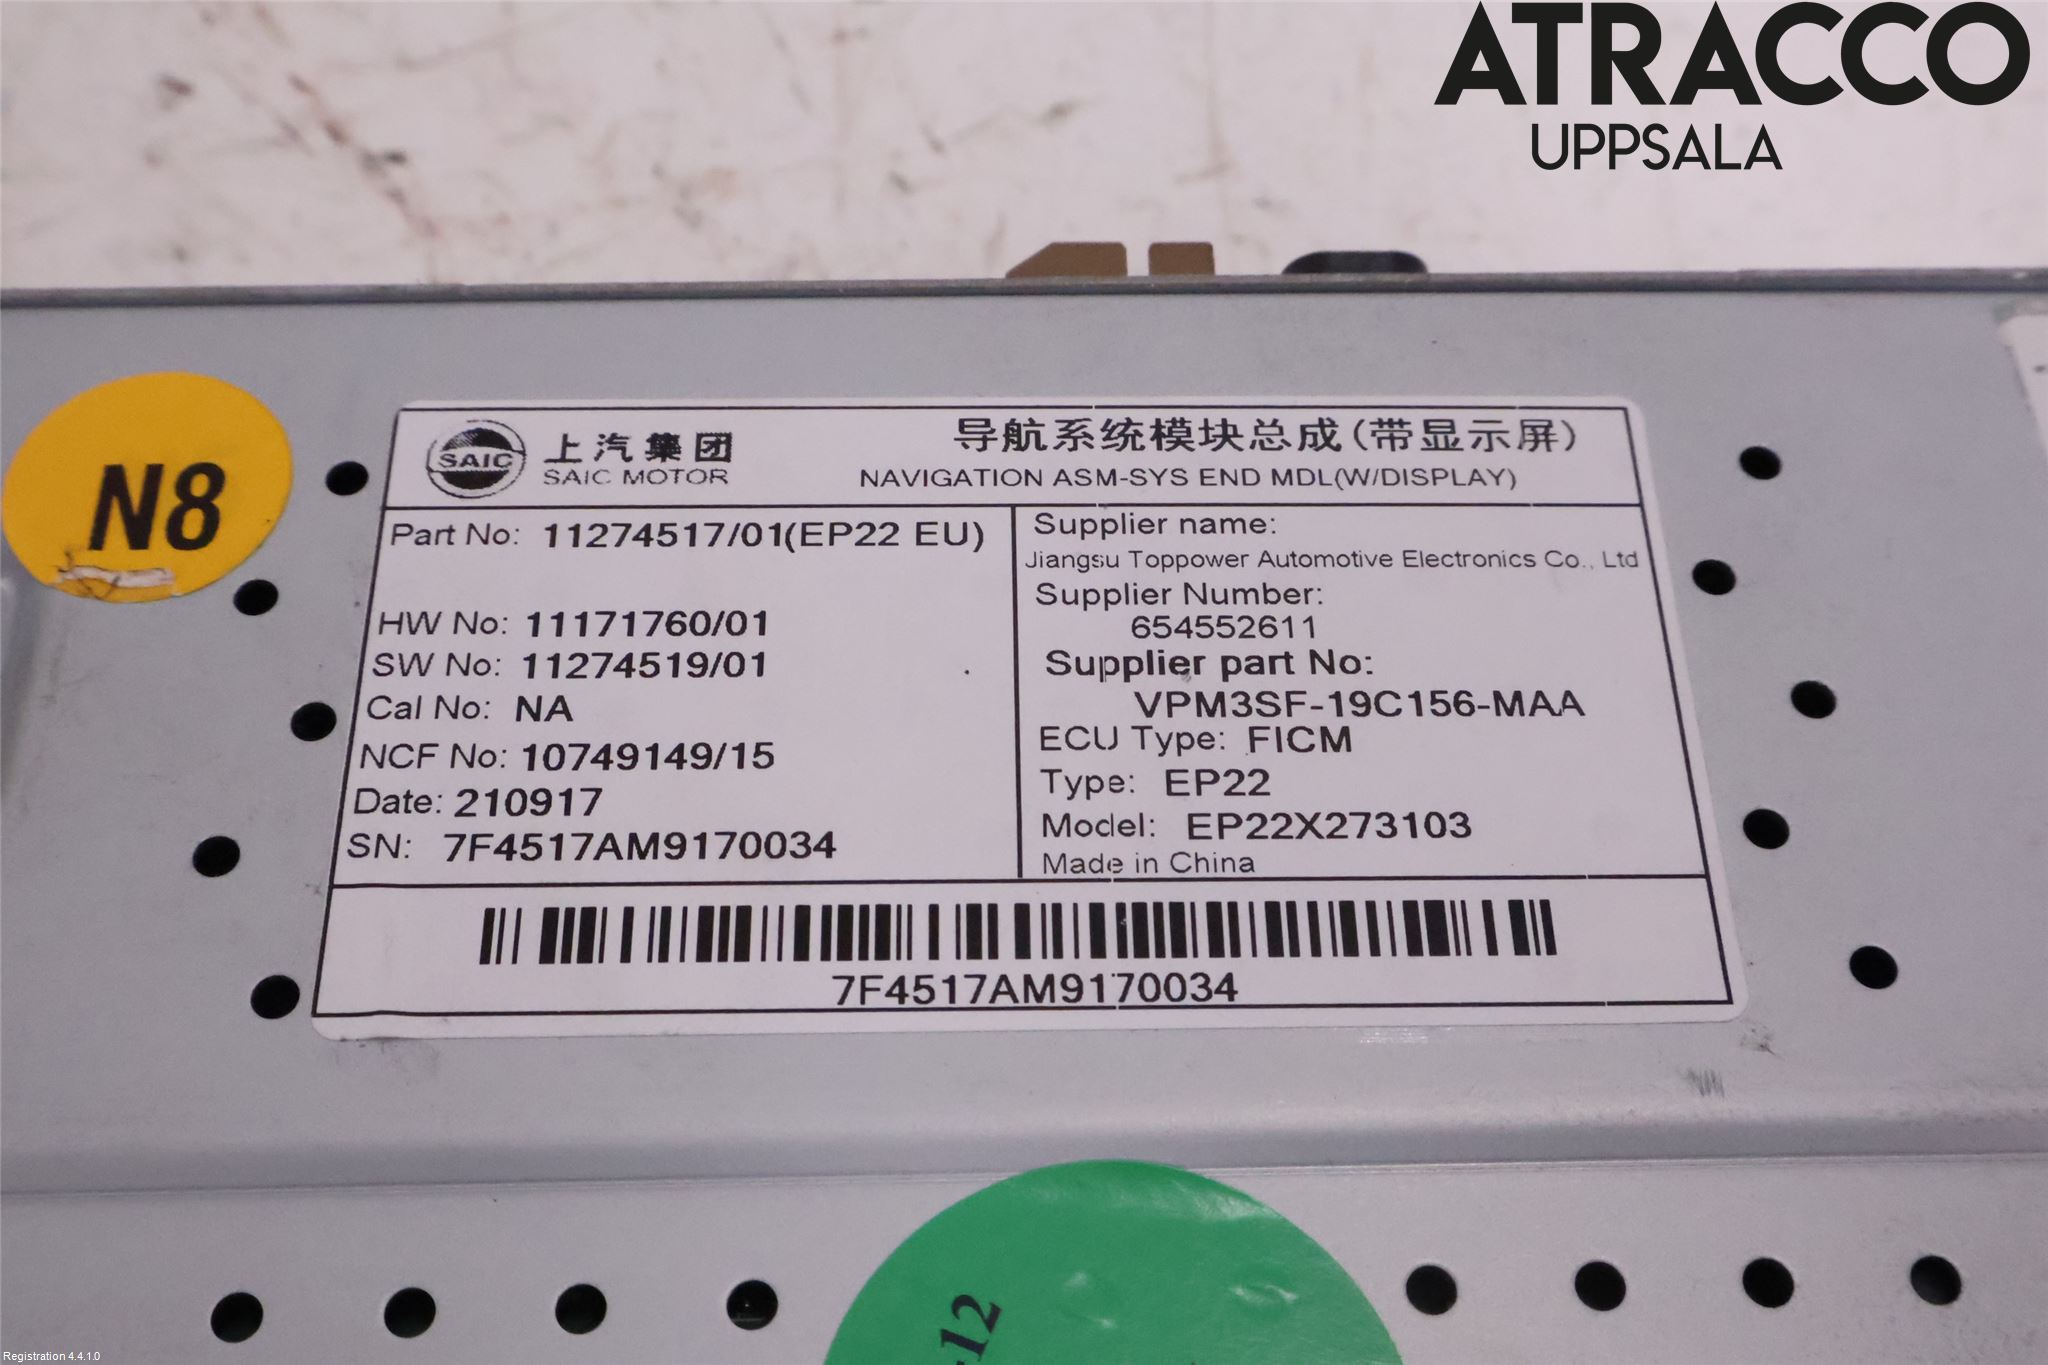 ATRACCO
UPPSALA
N8
SAIC
上汽集团
SAIC MOTOR
导航系统模块总成(带显示屏)
NAVIGATION ASM-SYS END MDL(W/DISPLAY)
Part No: 11274517/01(EP22 EU)
HW No: 11171760/01
SW No: 11274519/01
Cal No: NA
NCF No: 10749149/15
Date: 210917
SN: 7F4517AM9170034
Supplier name:
Jiangsu Toppower Automotive Electronics Co., Ltd
Supplier Number:
654552611
Supplier part No:
VPM3SF-19C156-MAA
ECU Type: FICM
Type: EP22
Model: EP22X273103
Made in China
7F4517AM9170034
-12
Registration 4.4.1.0